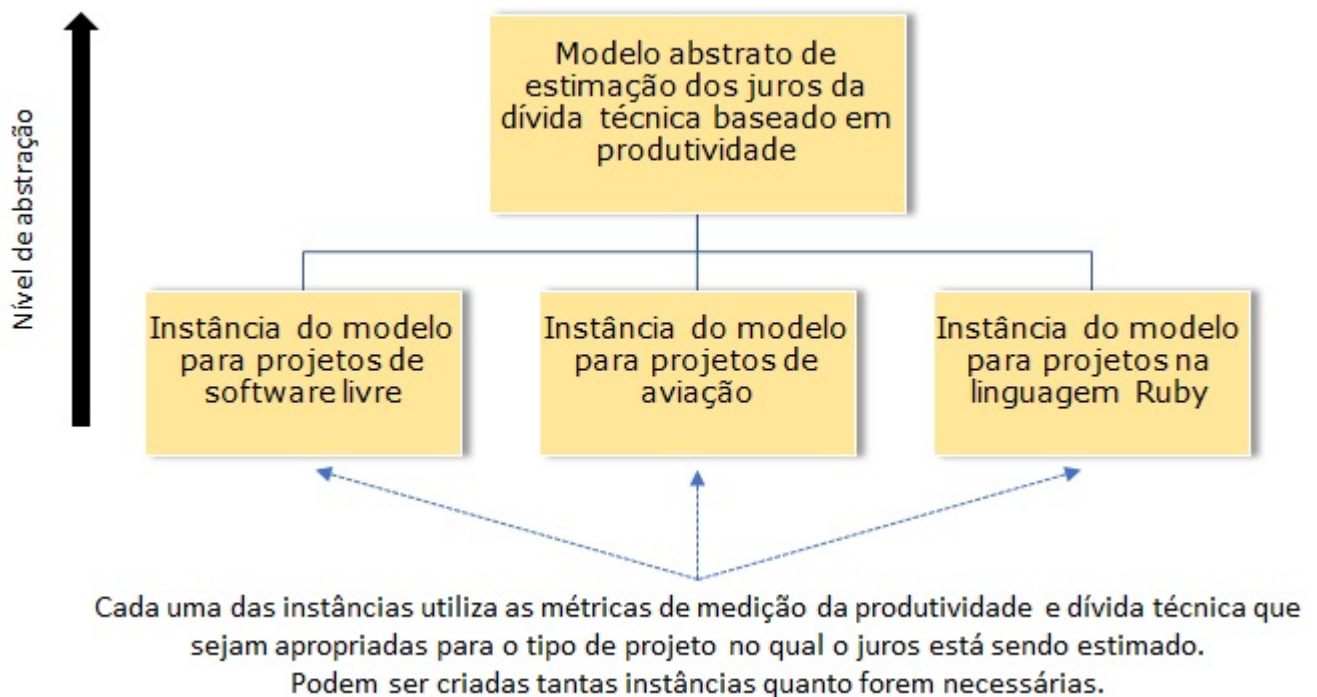 Nível de abstração
Modelo abstrato de
estimação dos juros da
dívida técnica baseado em
produtividade
Instância do modelo
para projetos de
software livre
Instância do modelo
para projetos de
aviação
Instância do modelo
para projetos na
linguagem Ruby
Cada uma das instâncias utiliza as métricas de medição da produtividade e dívida técnica que
sejam apropriadas para o tipo de projeto no qual o juros está sendo estimado.
Podem ser criadas tantas instâncias quanto forem necessárias.